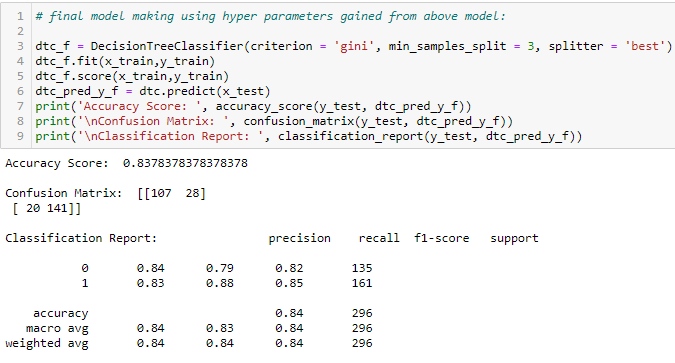 1 # final model making using hyper parameters gained from above model:
2
3 dtc_f = DecisionTreeClassifier(criterion = 'gini', min_samples_split = 3, splitter = 'best')
4 dtc_f.fit(x_train,y_train)
5 dtc_f.score(x_train,y_train)
6 dtc_pred_y_f = dtc.predict(x_test)
7 print('Accuracy Score: ', accuracy_score(y_test, dtc_pred_y_f))
8 print('\nConfusion Matrix: ', confusion_matrix(y_test, dtc_pred_y_f))
9 print('\nClassification Report: ', classification_report(y_test, dtc_pred_y_f))
Accuracy Score:  0.8378378378378378
Confusion Matrix:  [[107  28]
 [ 20 141]]
Classification Report:                precision    recall  f1-score   support
0       0.84      0.79      0.82       135
1       0.83      0.88      0.85       161
accuracy                           0.84       296
macro avg       0.84      0.83      0.84       296
weighted avg       0.84      0.84      0.84       296